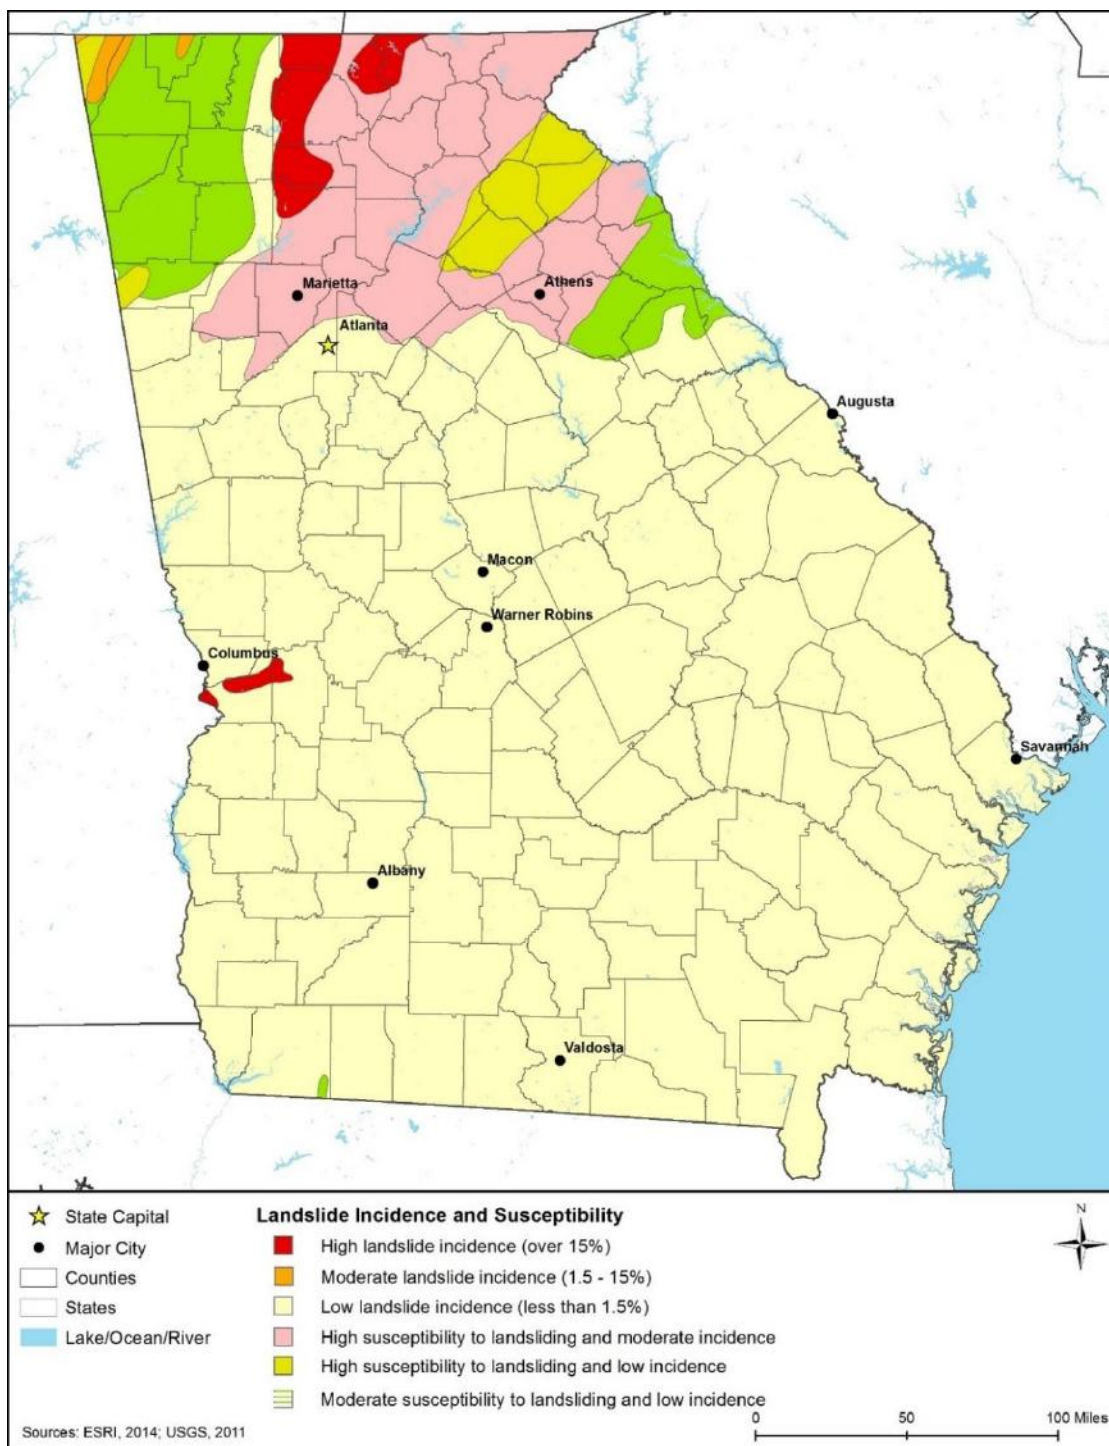 Marietta
Athens
Atlanta
Augusta
Macon
Warner Robins
Columbus
Savannah
Albany
Valdosta
State Capital
Major City
Counties
States
Lake/Ocean/River
Landslide Incidence and Susceptibility
High landslide incidence (over 15%)
Moderate landslide incidence (1.5 - 15%)
Low landslide incidence (less than 1.5%)
High susceptibility to landsliding and moderate incidence
High susceptibility to landsliding and low incidence
Moderate susceptibility to landsliding and low incidence
N
Sources: ESRI, 2014; USGS, 2011
0 50 100 Miles